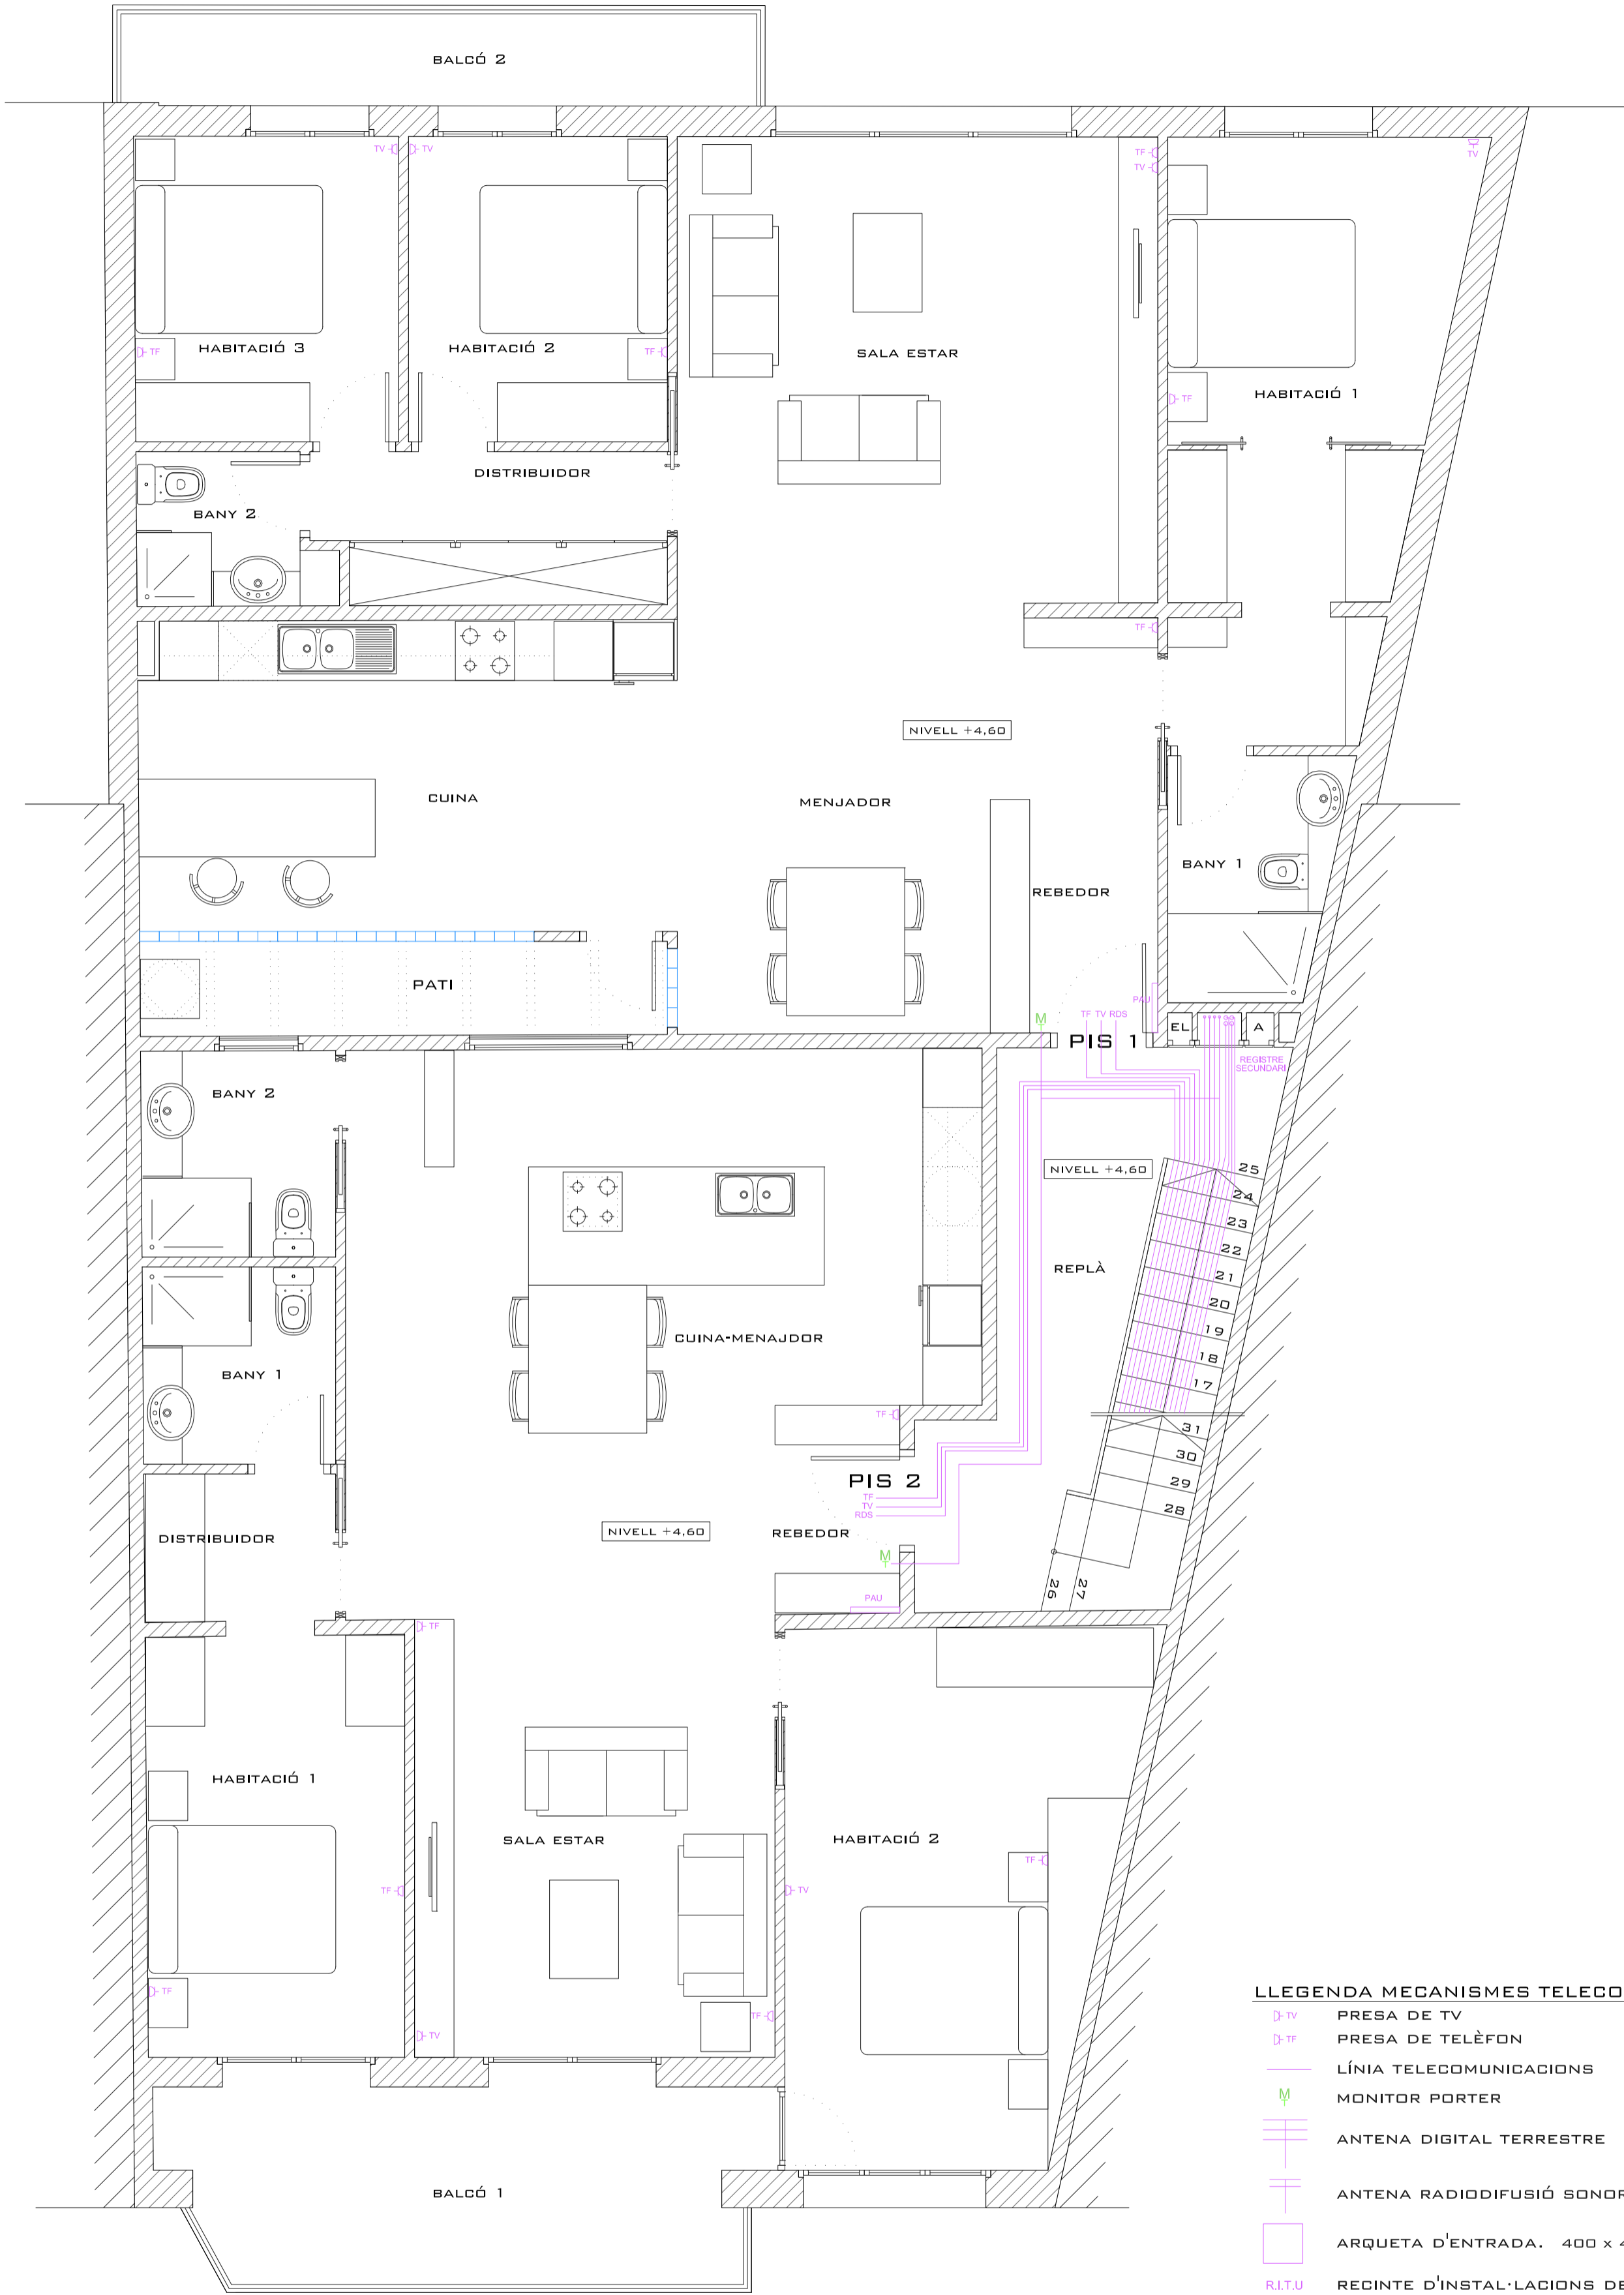 BALCÓ 2
TV
TV
TF
TV
TV
TF
HABITACIÓ 3
HABITACIÓ 2
TF
SALA ESTAR
HABITACIÓ 1
TF
DISTRIBUIDOR
BANY 2
TF
NIVELL +4,60
CUINA
MENJADOR
BANY 1
REBEDOR
PATI
PAU
M
TF TV RDS
PIS 1
EL
A
REGISTRE
SECUNDARI
BANY 2
NIVELL +4,60
25
24
23
22
21
20
19
18
17
REPLÀ
CUINA-MENAJDOR
BANY 1
TF
31
30
29
28
PIS 2
TF
TV
RDS
NIVELL +4,60
REBEDOR
DISTRIBUIDOR
M
26
27
PAU
TF
HABITACIÓ 1
SALA ESTAR
HABITACIÓ 2
TF
TF
TV
TF
TF
TV
LLEGENDA MECANISMES TELECO
TV PRESA DE TV
TF PRESA DE TELÈFON
LÍNIA TELECOMUNICACIONS
M MONITOR PORTER
ANTENA DIGITAL TERRESTRE
ANTENA RADIODIFUSIÓ SONOR
BALCÓ 1
ARQUETA D'ENTRADA. 400 x 4
R.I.T.U RECINTE D'INSTAL·LACIONS DE